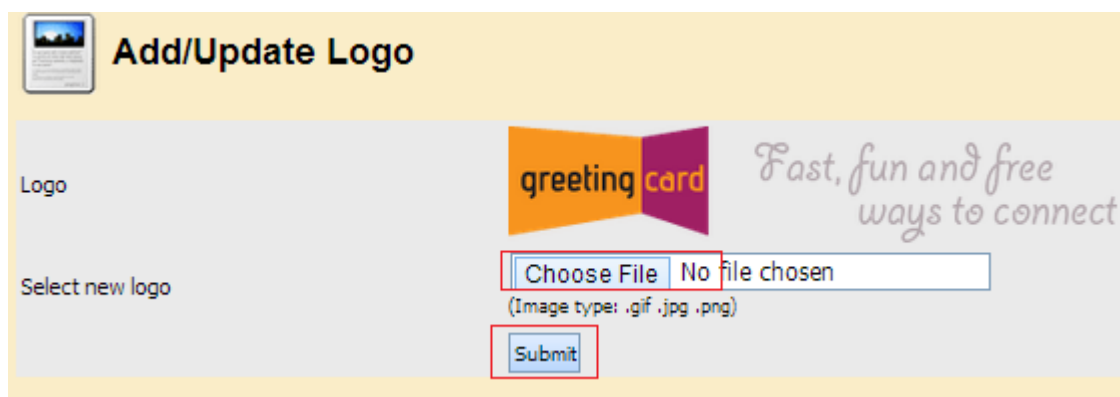 Add/Update Logo
Logo
greeting card
Fast, fun and free
ways to connect
Select new logo
Choose File No file chosen
(Image type: .gif .jpg .png)
Submit